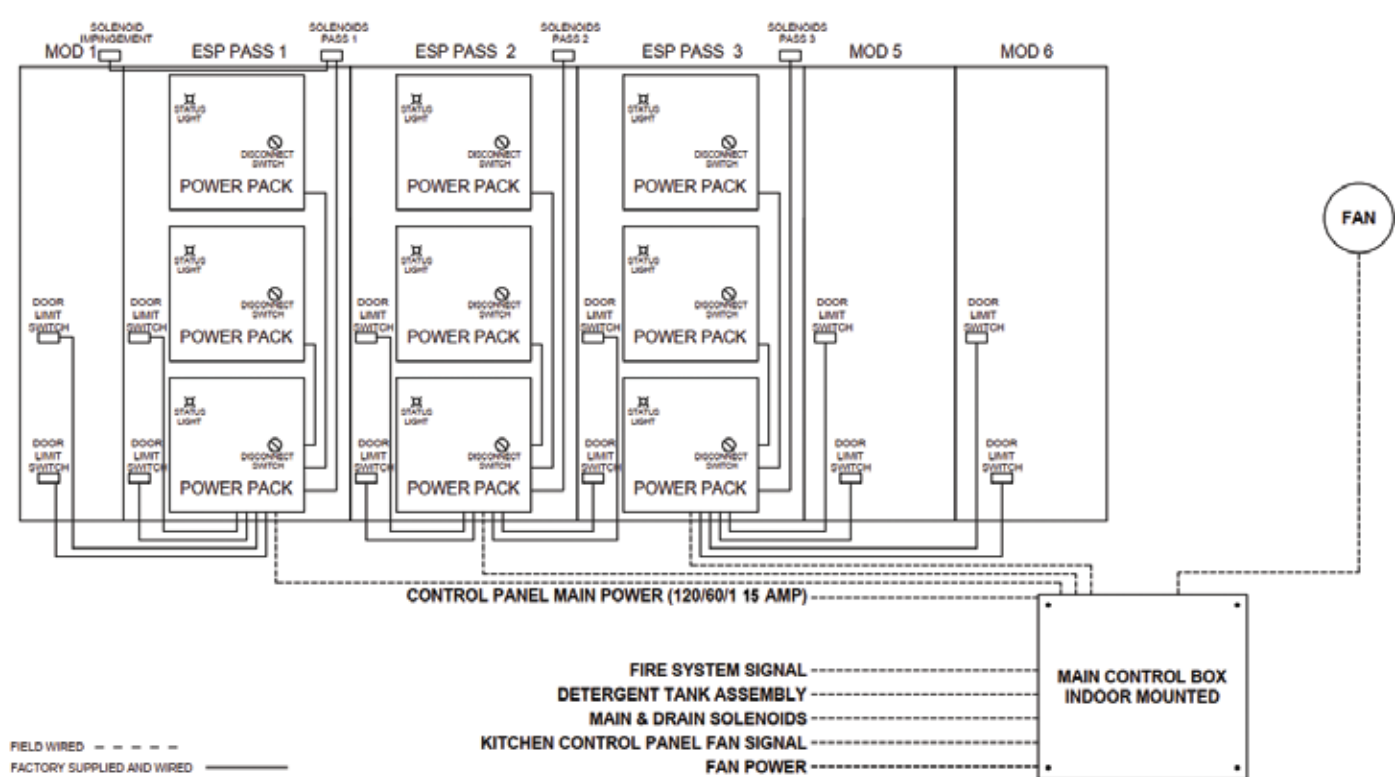 SOLENOID
IMPINGEMENT
SOLENOIDS
PASS 1
SOLENOIDS
PASS 2
SOLENOIDS
PASS 3
MOD 1
ESP PASS 1
ESP PASS 2
ESP PASS 3
MOD 5
MOD 6
STATUS
LIGHT
DISCONNECT
SWITCH
POWER PACK
STATUS
LIGHT
DISCONNECT
SWITCH
POWER PACK
STATUS
LIGHT
DISCONNECT
SWITCH
POWER PACK
FAN
STATUS
LIGHT
DISCONNECT
SWITCH
POWER PACK
STATUS
LIGHT
DISCONNECT
SWITCH
POWER PACK
STATUS
LIGHT
DISCONNECT
SWITCH
POWER PACK
DOOR
LIMIT
SWITCH
DOOR
LIMIT
SWITCH
DOOR
LIMIT
SWITCH
DOOR
LIMIT
SWITCH
DOOR
LIMIT
SWITCH
DOOR
LIMIT
SWITCH
STATUS
LIGHT
DISCONNECT
SWITCH
POWER PACK
STATUS
LIGHT
DISCONNECT
SWITCH
POWER PACK
STATUS
LIGHT
DISCONNECT
SWITCH
POWER PACK
DOOR
LIMIT
SWITCH
DOOR
LIMIT
SWITCH
DOOR
LIMIT
SWITCH
DOOR
LIMIT
SWITCH
DOOR
LIMIT
SWITCH
DOOR
LIMIT
SWITCH
CONTROL PANEL MAIN POWER (120/60/1 15 AMP)
FIRE SYSTEM SIGNAL
DETERGENT TANK ASSEMBLY
MAIN & DRAIN SOLENOIDS
KITCHEN CONTROL PANEL FAN SIGNAL
FAN POWER
MAIN CONTROL BOX
INDOOR MOUNTED
FIELD WIRED
FACTORY SUPPLIED AND WIRED